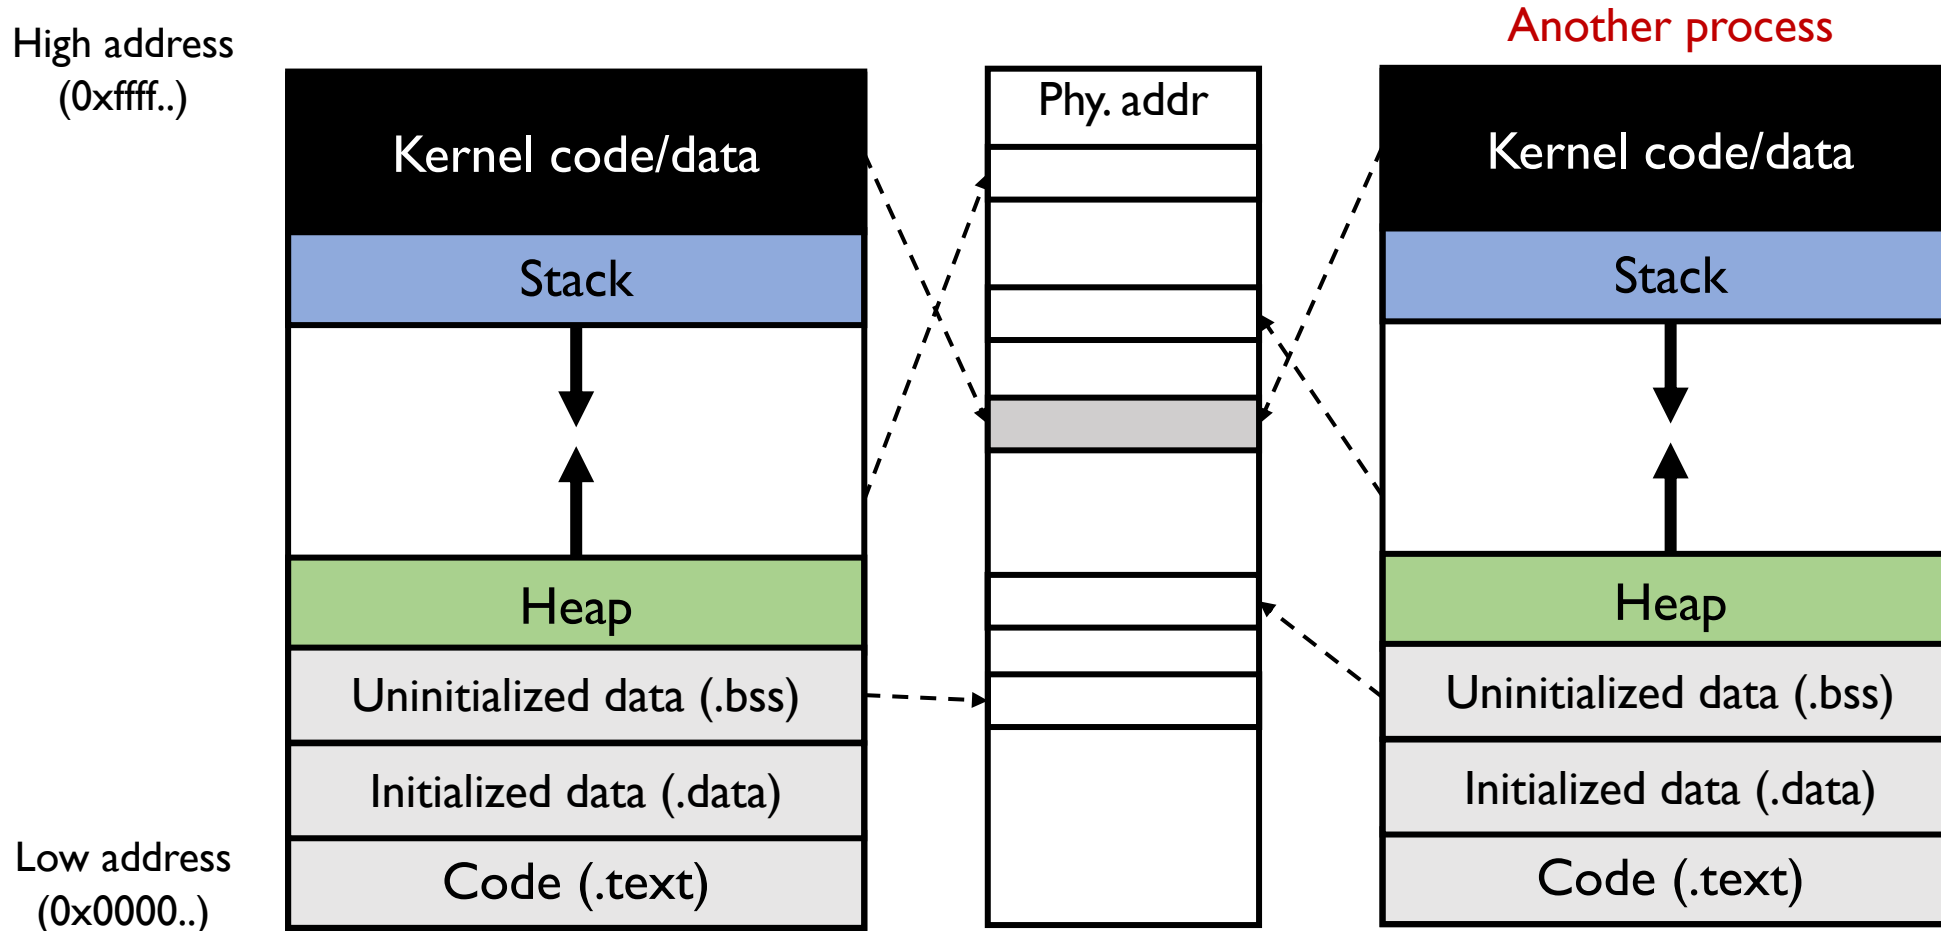 High address
(0xffff..)
Kernel code/data
Stack
Heap
Uninitialized data (.bss)
Initialized data (.data)
Code (.text)
Low address
(0x0000..)
Phy. addr
Another process
Kernel code/data
Stack
Heap
Uninitialized data (.bss)
Initialized data (.data)
Code (.text)